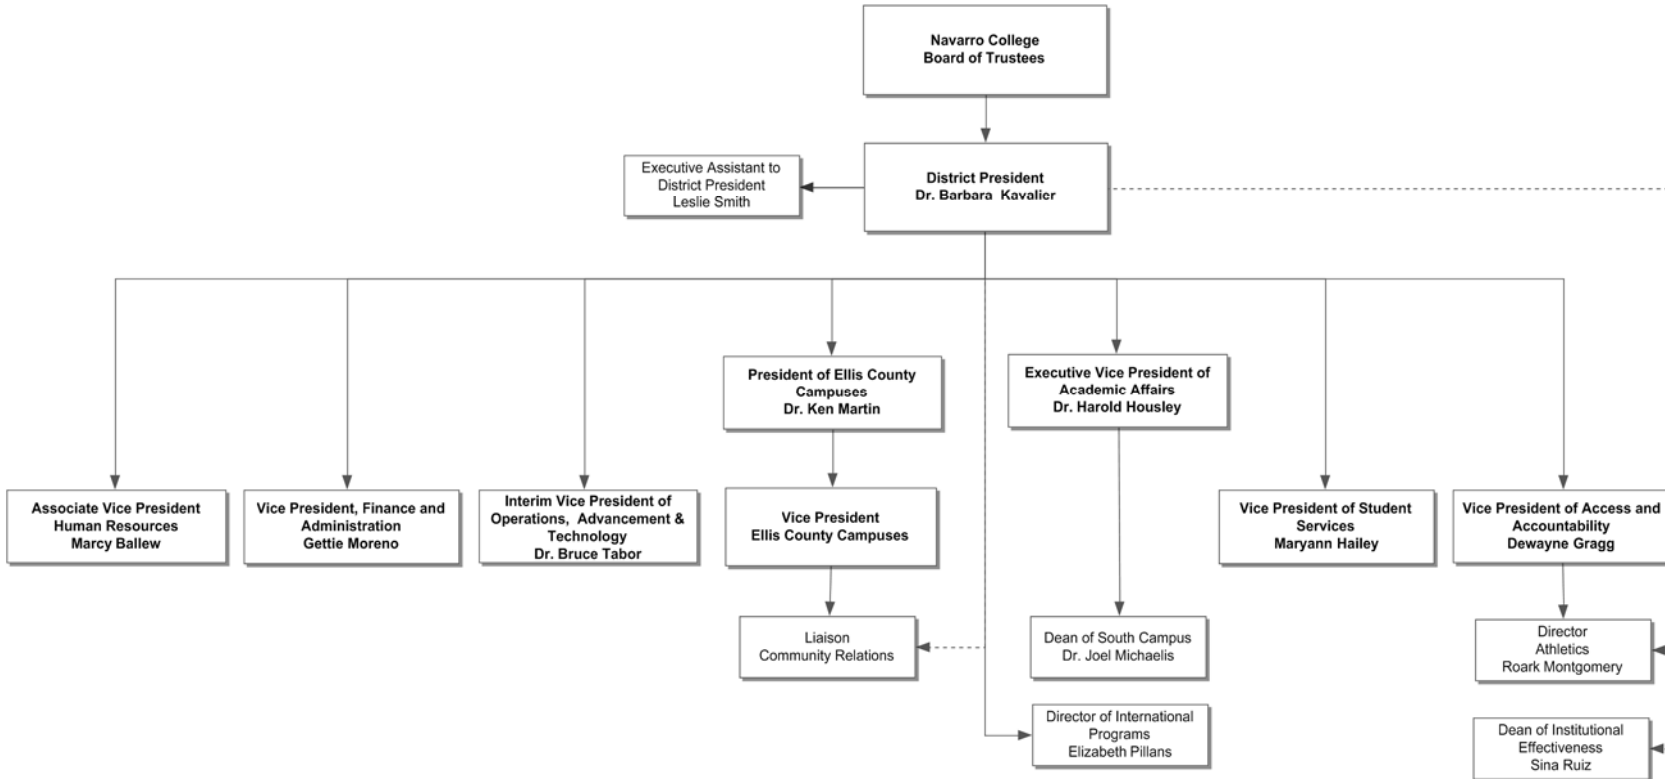 Navarro College
Board of Trustees
Executive Assistant to
District President
Leslie Smith
District President
Dr. Barbara Kavalier
President of Ellis County
Campuses
Dr. Ken Martin
Executive Vice President of
Academic Affairs
Dr. Harold Housley
Associate Vice President
Human Resources
Marcy Ballew
Vice President, Finance and
Administration
Gettie Moreno
Interim Vice President of
Operations, Advancement &
Technology
Dr. Bruce Tabor
Vice President
Ellis County Campuses
Vice President of Student
Services
Maryann Hailey
Vice President of Access and
Accountability
Dewayne Gragg
Liaison
Community Relations
Dean of South Campus
Dr. Joel Michaelis
Director
Athletics
Roark Montgomery
Director of International
Programs
Elizabeth Pillans
Dean of Institutional
Effectiveness
Sina Ruiz